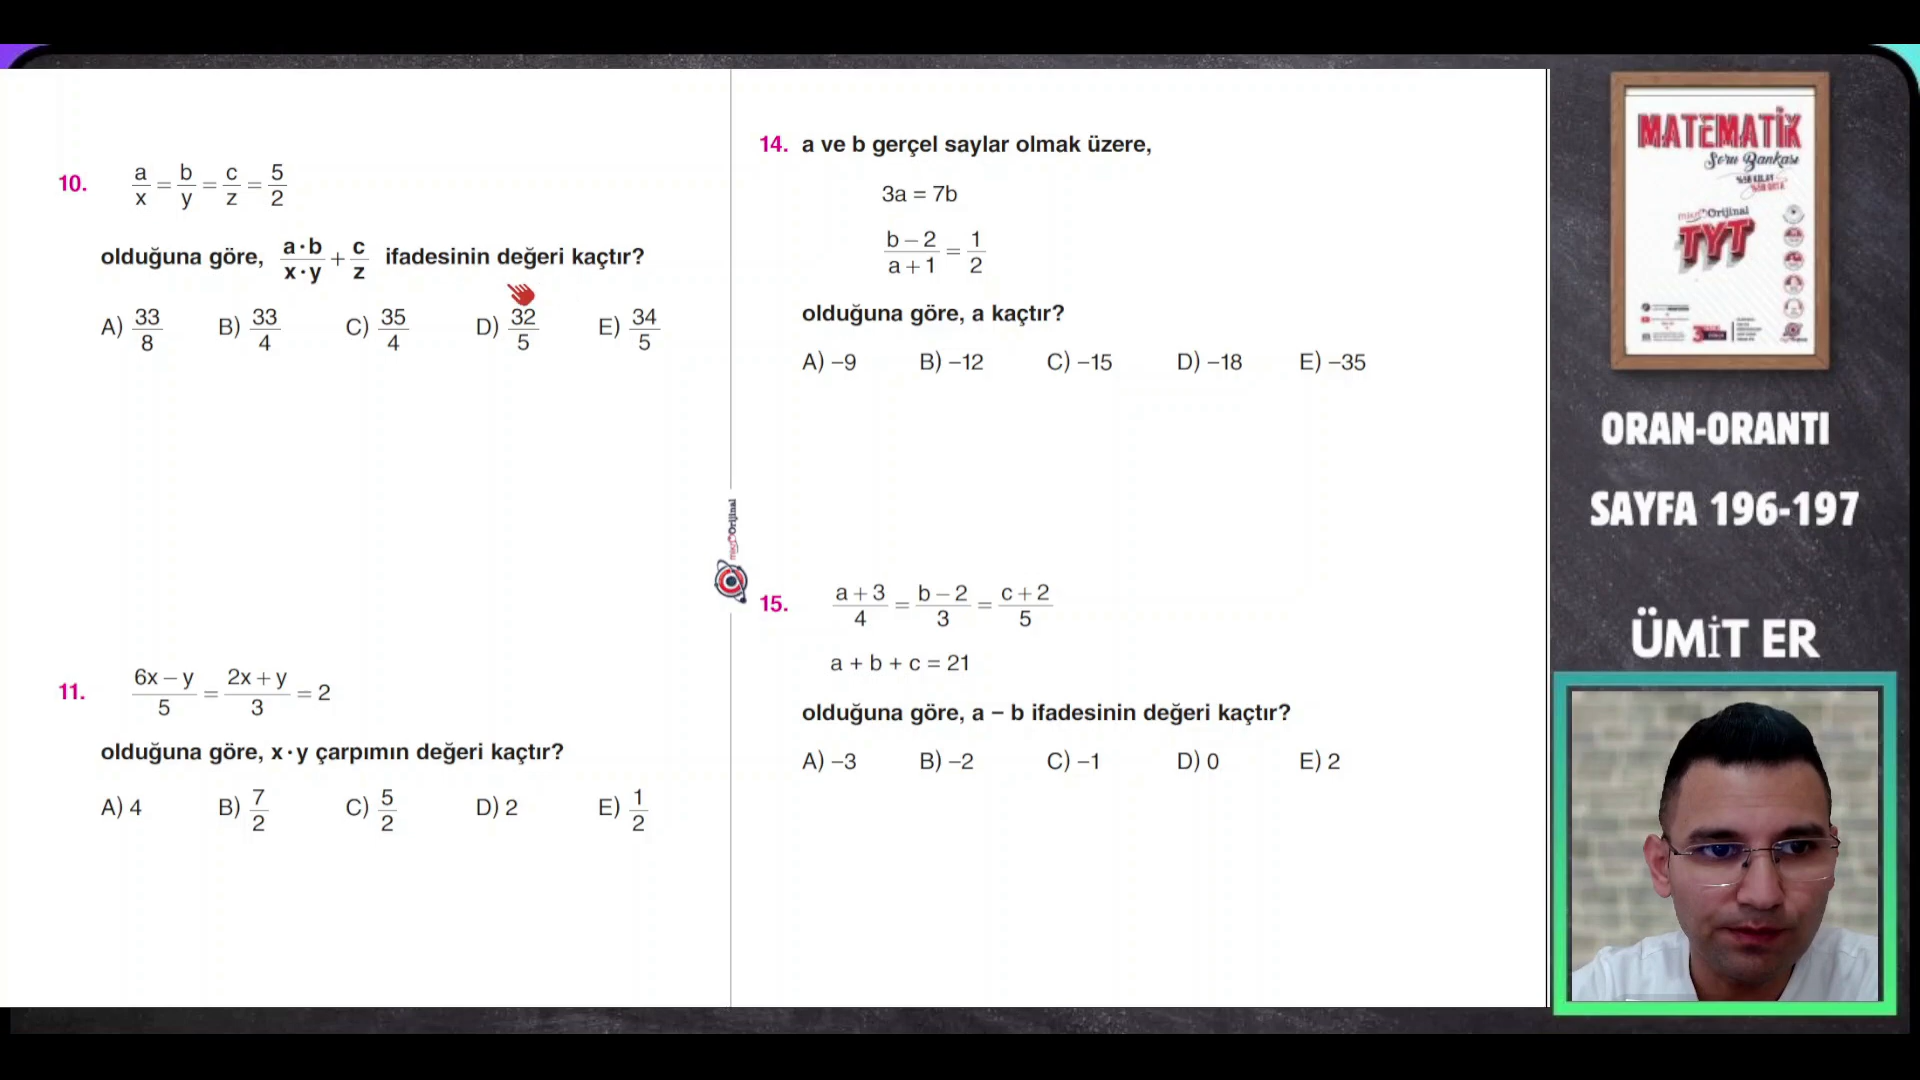 10. a/x = b/y = c/z = 5/2
olduğuna göre, a·b/x·y + c/z ifadesinin değeri kaçtır?
A) 33/8 B) 33/4 C) 35/4 D) 32/5 E) 34/5
11. 6x – y/5 = 2x + y/3 = 2
olduğuna göre, x·y çarpımın değeri kaçtır?
A) 4 B) 7/2 C) 5/2 D) 2 E) 1/2
14. a ve b gerçel saylar olmak üzere,
3a = 7b
b – 2/a + 1 = 1/2
olduğuna göre, a kaçtır?
A) –9 B) –12 C) –15 D) –18 E) –35
15. a + 3/4 = b – 2/3 = c + 2/5
a + b + c = 21
olduğuna göre, a – b ifadesinin değeri kaçtır?
A) –3 B) –2 C) –1 D) 0 E) 2
Orijinal
MATEMATİK
Soru Bankası
Orijinal
TYT
ORAN-ORANTI
SAYFA 196-197
ÜMİT ER